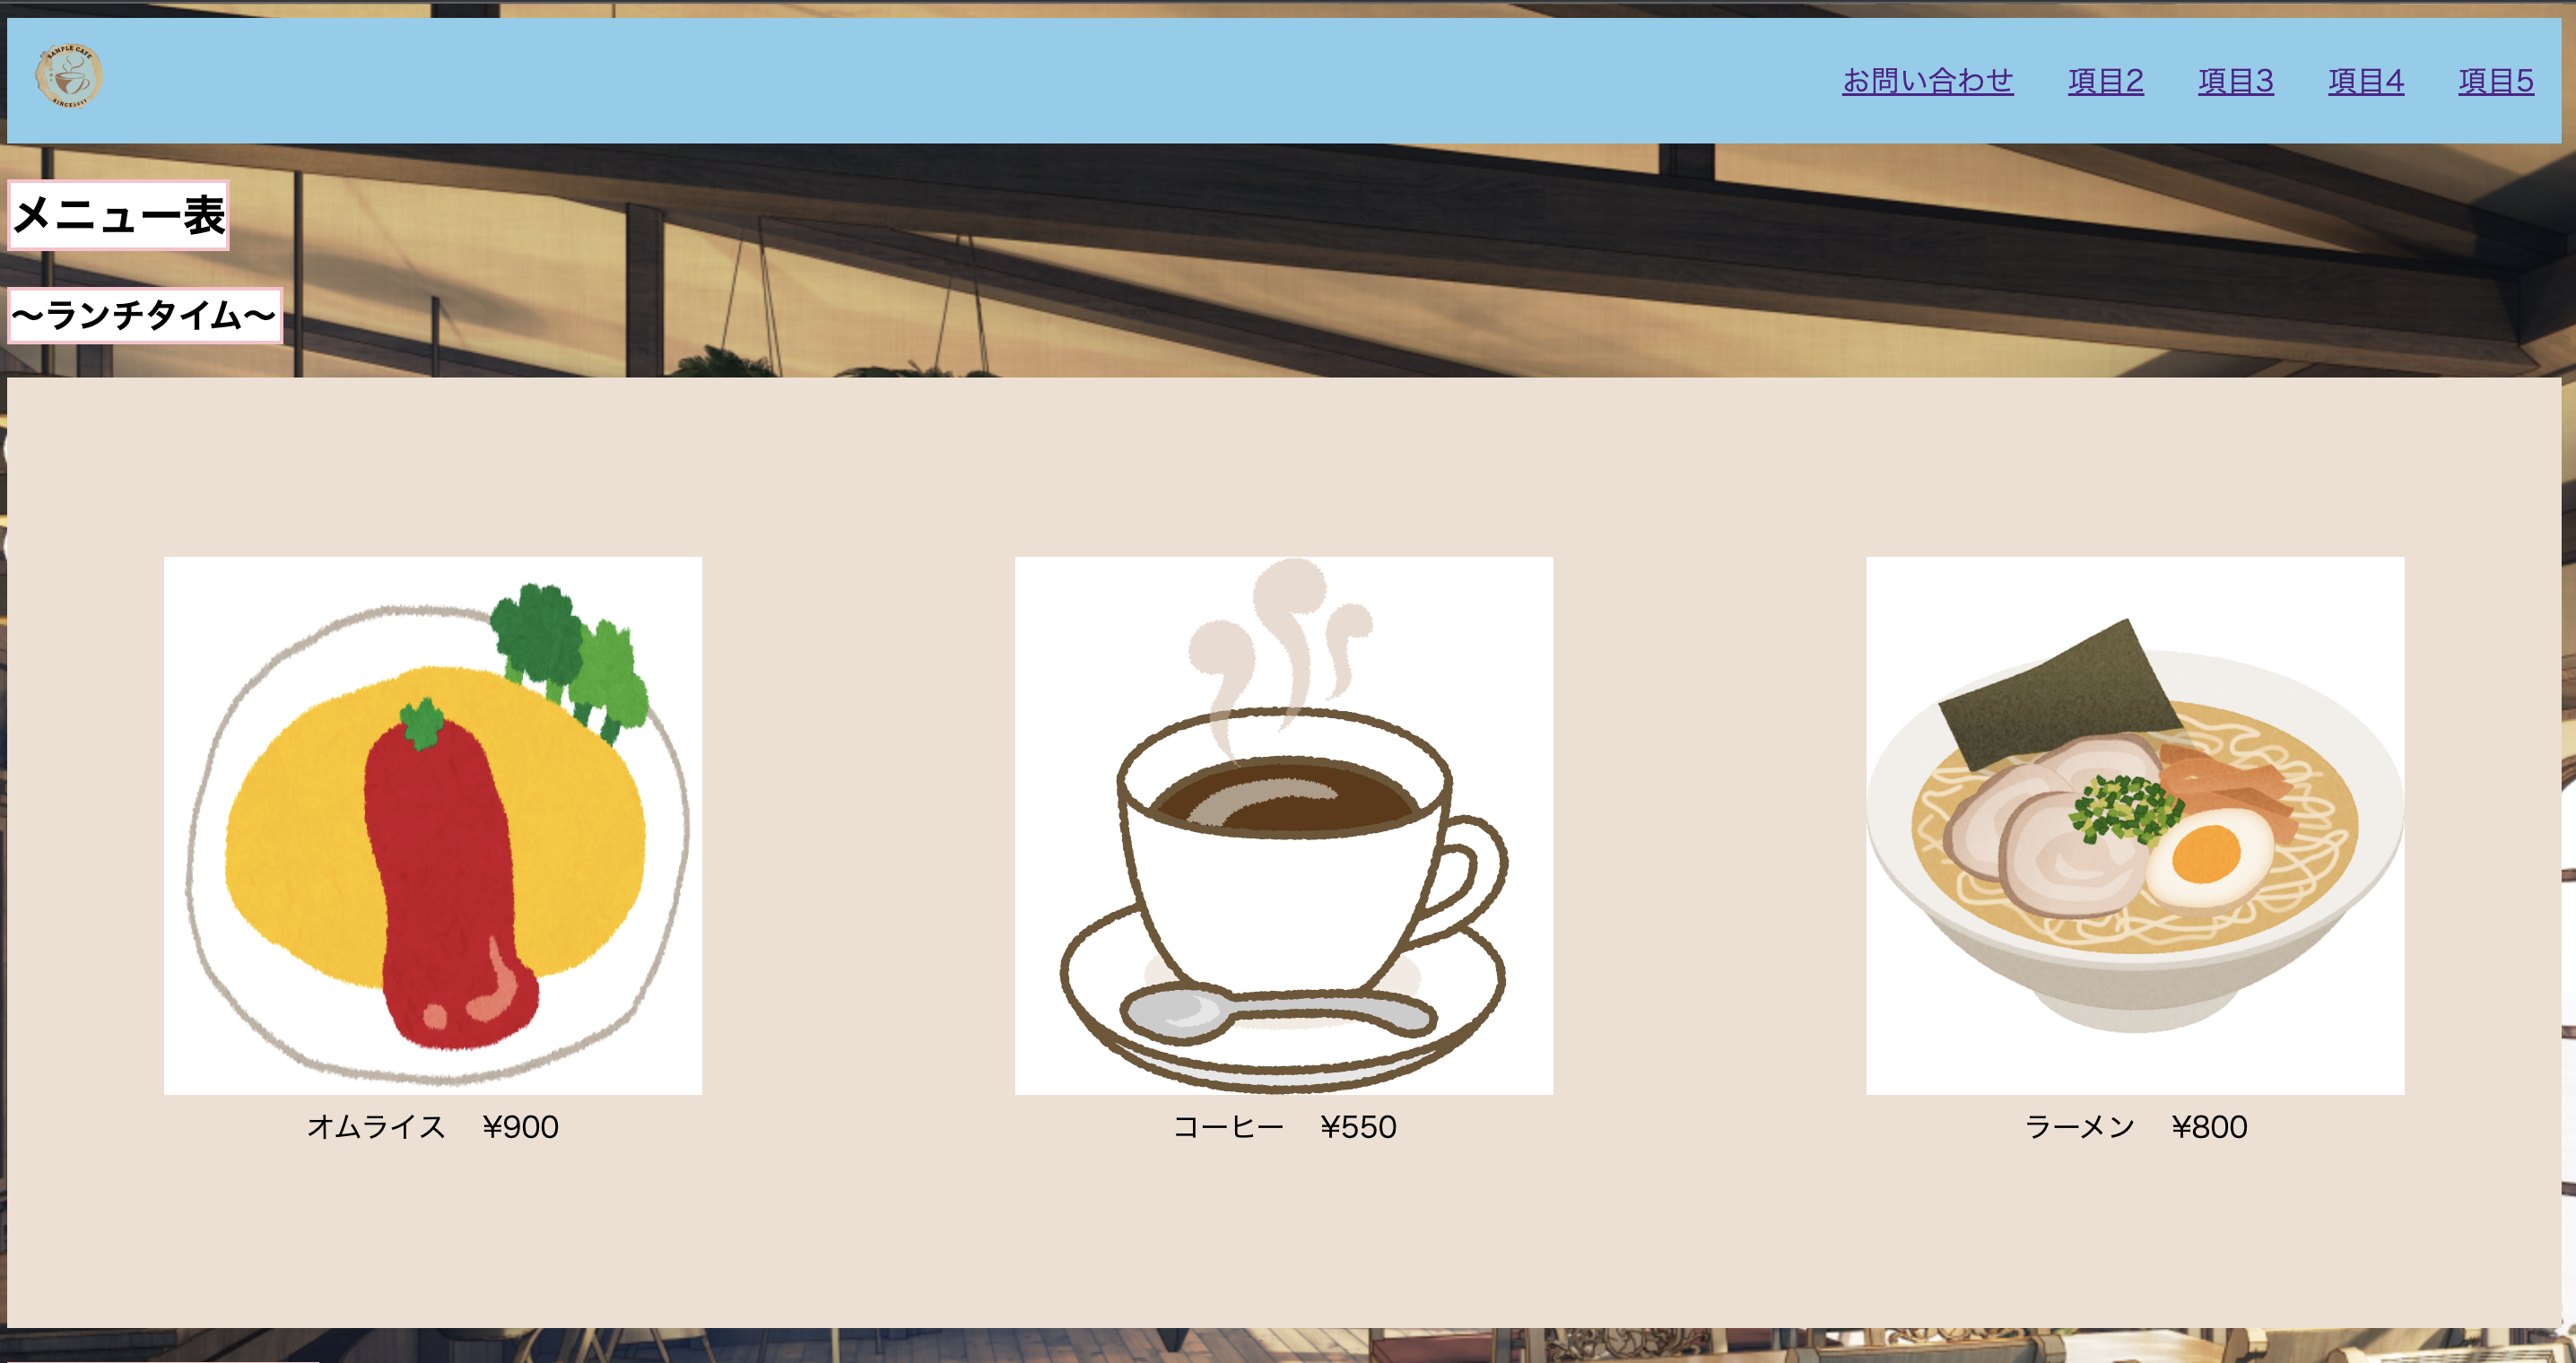 SAMPLE CAFE
お問い合わせ 項目2 項目3 項目4 項目5
メニュー表
〜ランチタイム〜
オムライス ¥900
コーヒー ¥550
ラーメン ¥800